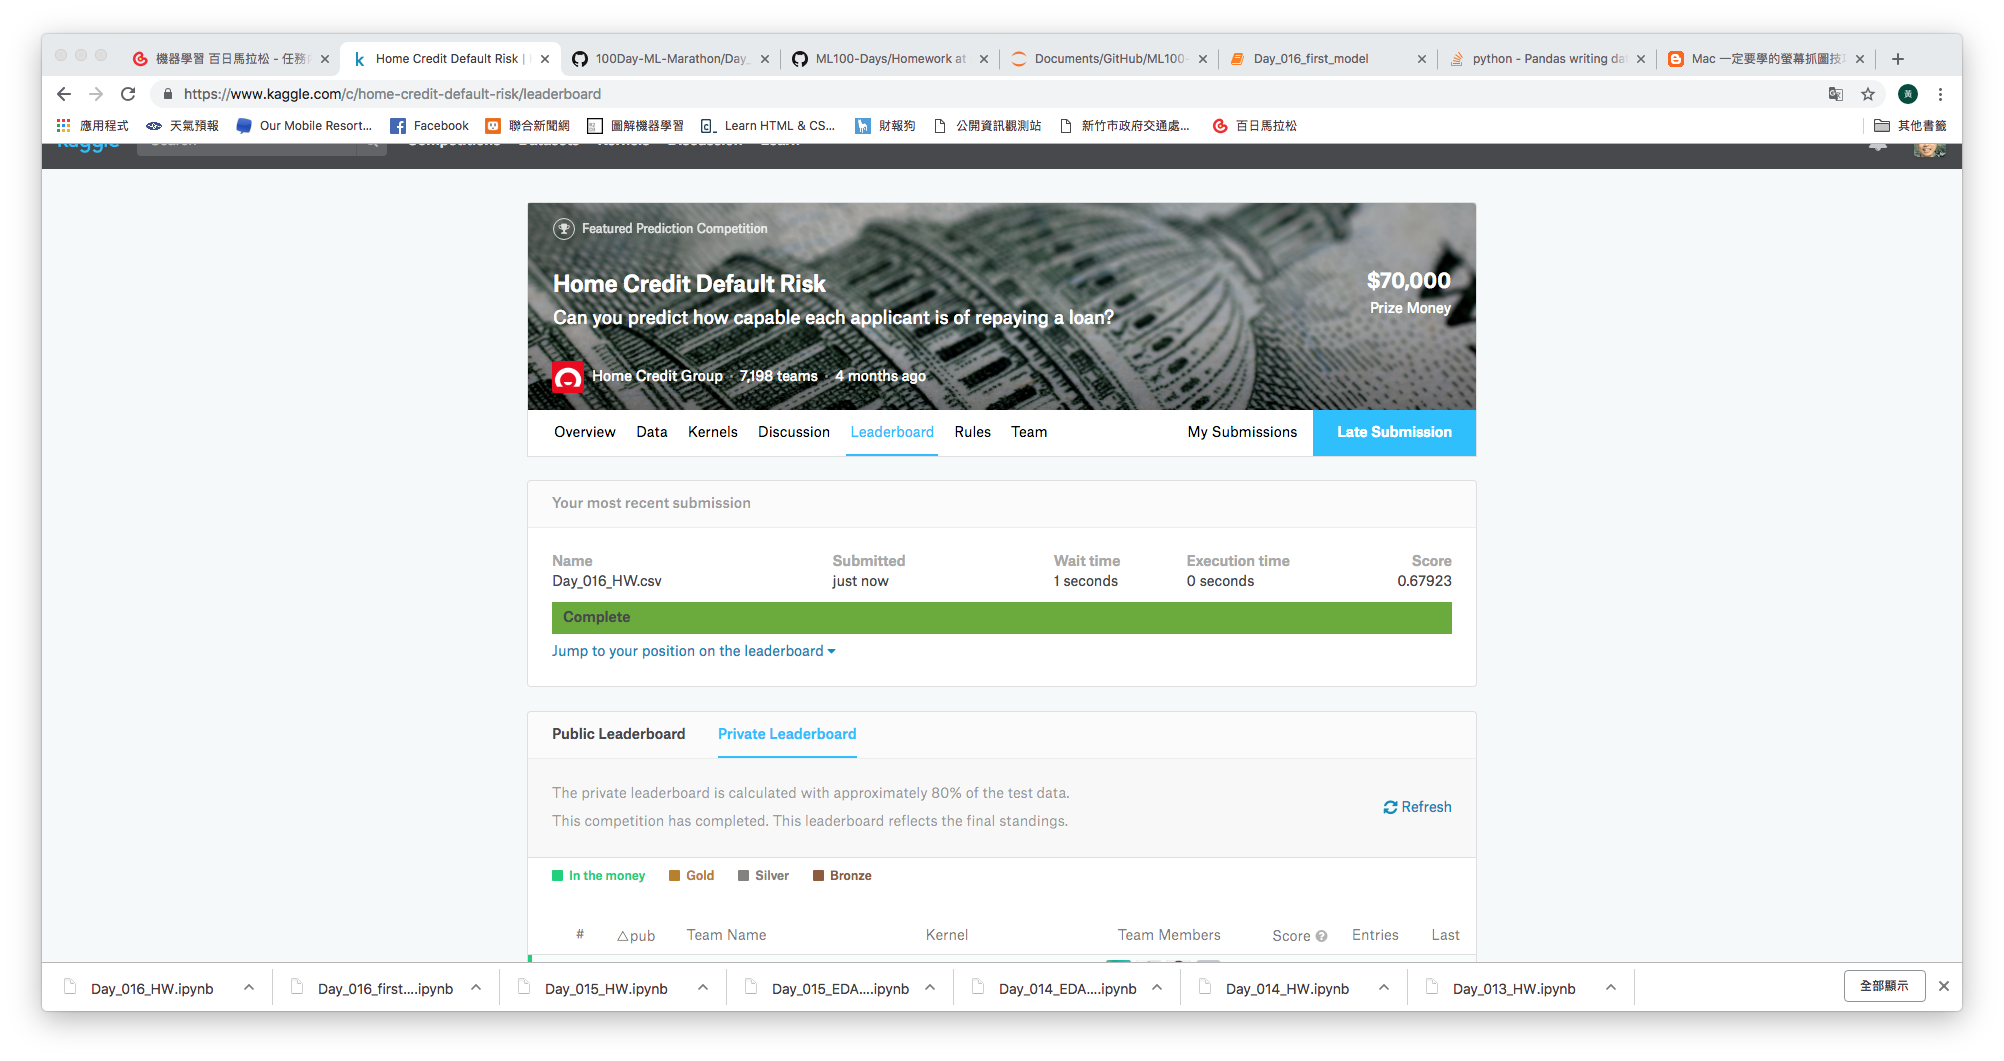 機器學習 百日馬拉松 - 任務
Home Credit Default Risk |
100Day-ML-Marathon/Day_
ML100-Days/Homework at
Documents/GitHub/ML100-
Day_016_first_model
python - Pandas writing dat
Mac 一定要學的螢幕抓圖技
https://www.kaggle.com/c/home-credit-default-risk/leaderboard
黃
應用程式
天氣預報
Our Mobile Resort...
Facebook
聯合新聞網
圖解機器學習
Learn HTML & CS...
財報狗
公開資訊觀測站
新竹市政府交通處...
百日馬拉松
其他書籤
kaggle
Search
Competitions Datasets Kernels Discussion Learn
Featured Prediction Competition
Home Credit Default Risk
Can you predict how capable each applicant is of repaying a loan?
$70,000
Prize Money
Home Credit Group · 7,198 teams · 4 months ago
Overview Data Kernels Discussion Leaderboard Rules Team My Submissions Late Submission
Your most recent submission
Name Submitted Wait time Execution time Score
Day_016_HW.csv just now 1 seconds 0 seconds 0.67923
Complete
Jump to your position on the leaderboard
Public Leaderboard Private Leaderboard
The private leaderboard is calculated with approximately 80% of the test data.
This competition has completed. This leaderboard reflects the final standings.
Refresh
In the money Gold Silver Bronze
# △pub Team Name Kernel Team Members Score Entries Last
Day_016_HW.ipynb
Day_016_first....ipynb
Day_015_HW.ipynb
Day_015_EDA....ipynb
Day_014_EDA....ipynb
Day_014_HW.ipynb
Day_013_HW.ipynb
全部顯示